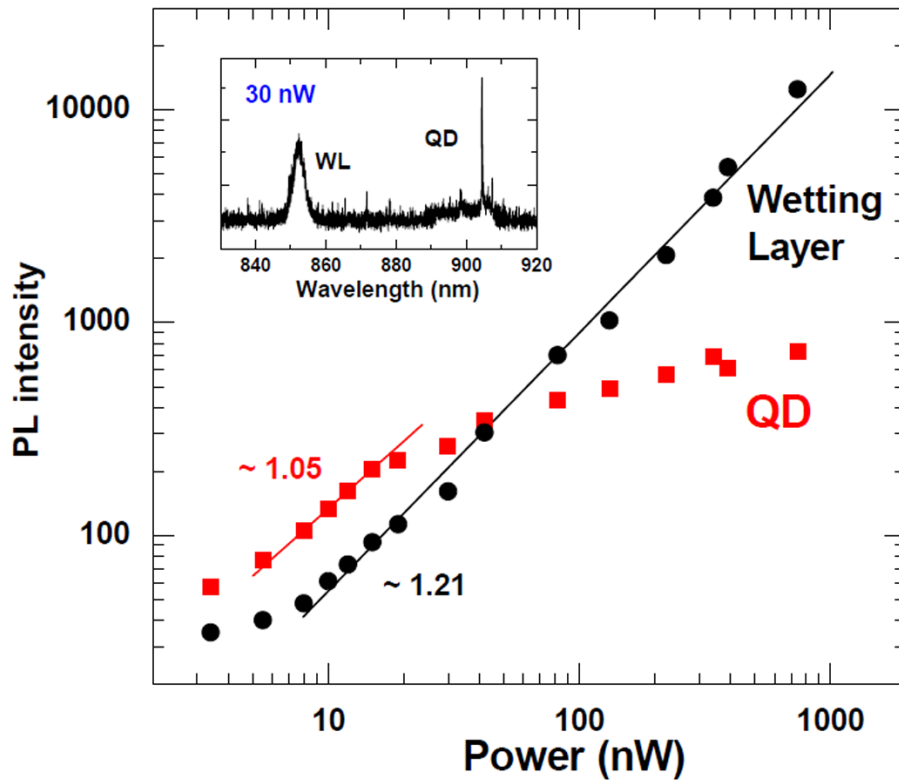 30 nW
WL
QD
840 860 880 900 920
Wavelength (nm)
10000
1000
100
PL intensity
Wetting
Layer
QD
~ 1.05
~ 1.21
10 100 1000
Power (nW)